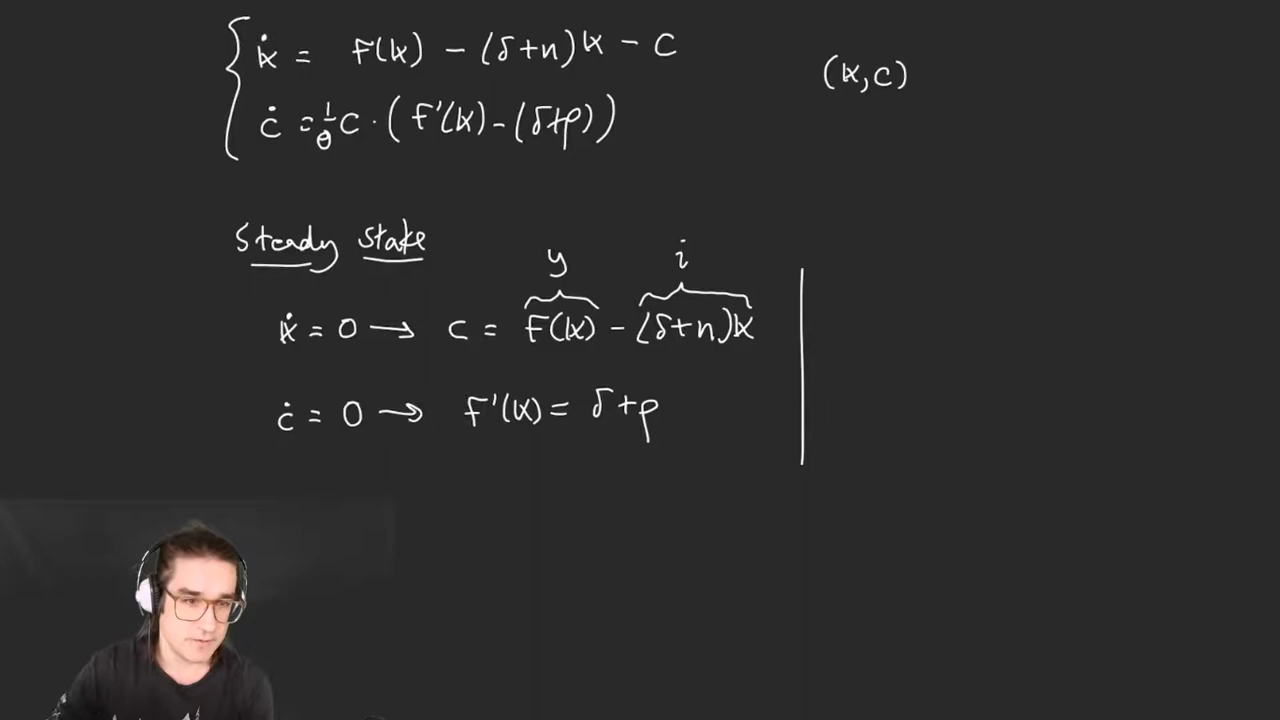 k̇ = F(k) − (δ+n)k − c
(k,c)
ċ = 1/θ c · (F'(k) − (δ+ρ))
Steady state
y i
k̇ = 0 → c = F(k) − (δ+n)k
ċ = 0 → F'(k) = δ+ρ